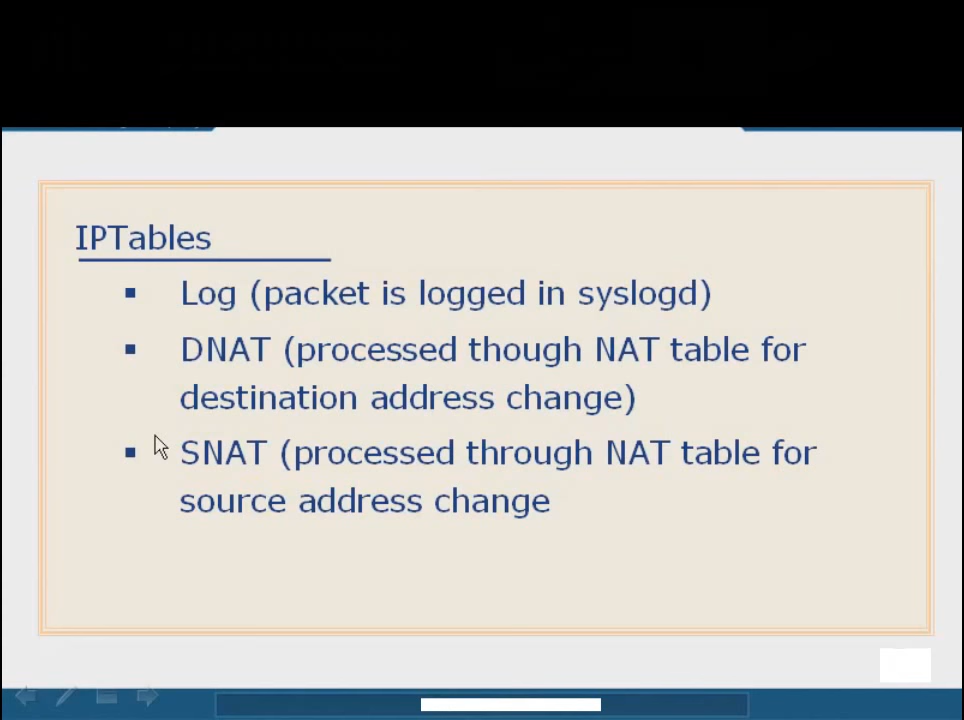 IPTables
▪ Log (packet is logged in syslogd)
▪ DNAT (processed though NAT table for
destination address change)
▪ SNAT (processed through NAT table for
source address change